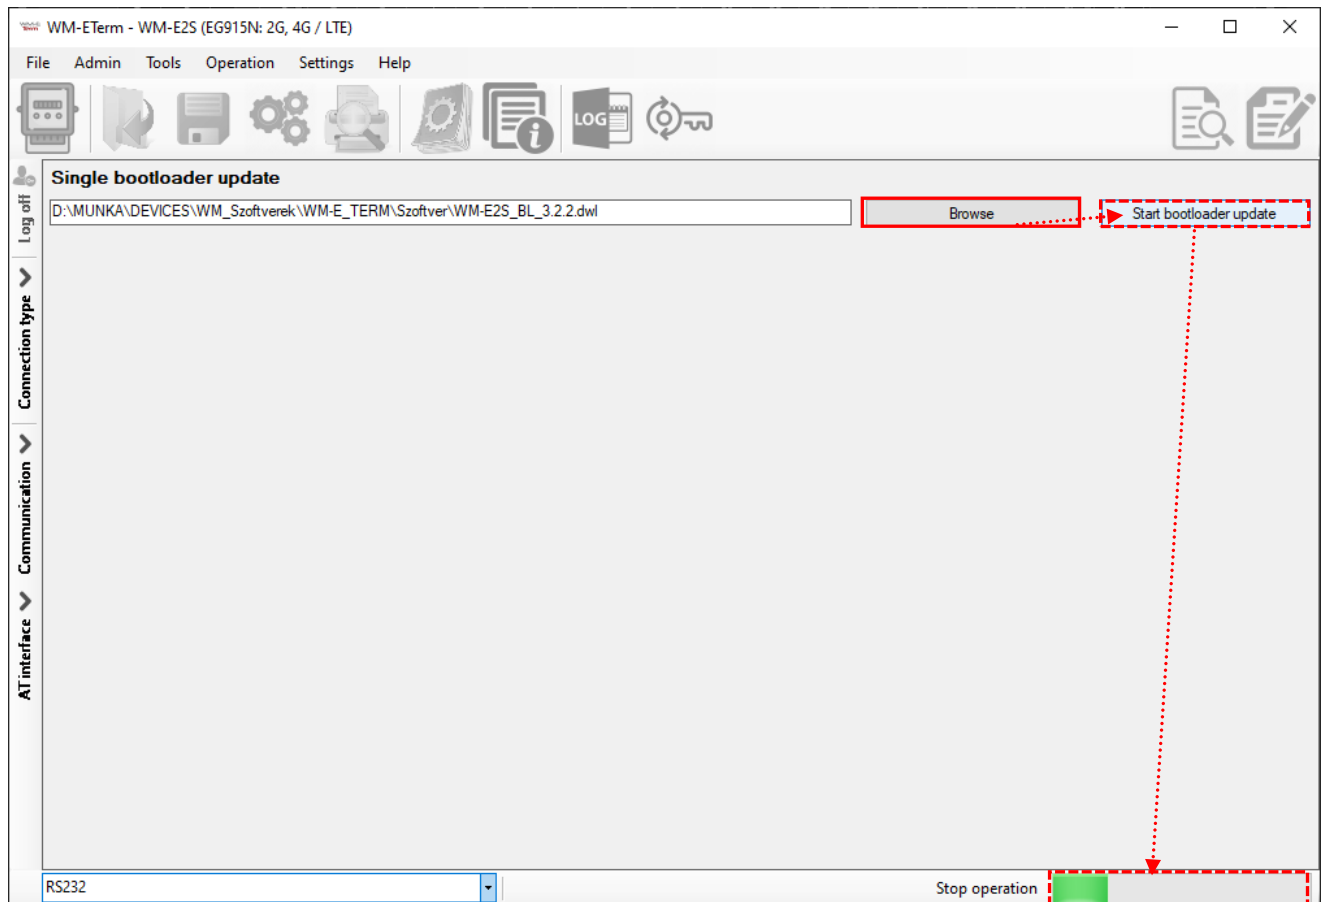 WM-ETerm - WM-E2S (EG915N: 2G, 4G / LTE)
File Admin Tools Operation Settings Help
LOG
Log off
Connection type
Communication
AT interface
Single bootloader update
D:\MUNKA\DEVICES\WM_Szoftverek\WM-E_TERM\Szoftver\WM-E2S_BL_3.2.2.dwl
Browse
Start bootloader update
RS232
Stop operation